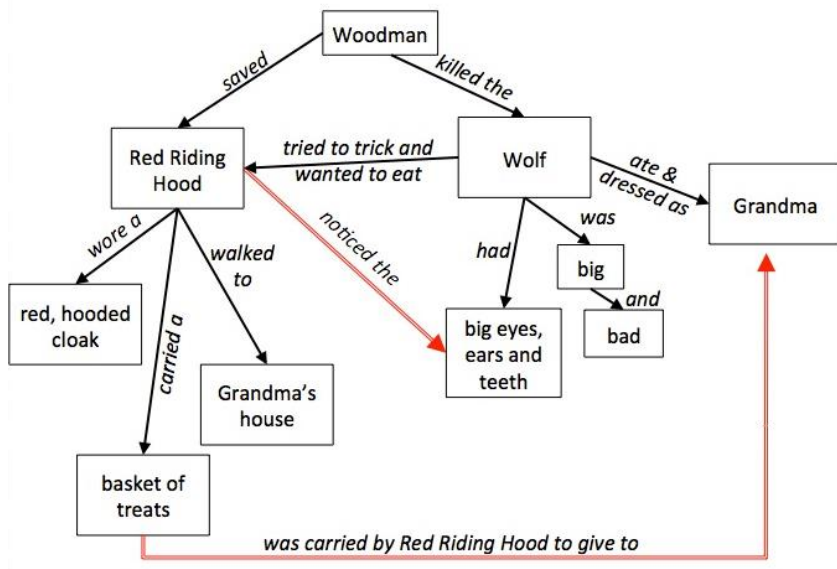 Woodman
saved
killed the
Red Riding
Hood
tried to trick and
wanted to eat
Wolf
ate &
dressed as
Grandma
wore a
carried a
walked
to
noticed the
had
was
big
and
bad
red, hooded
cloak
Grandma's
house
big eyes,
ears and
teeth
basket of
treats
was carried by Red Riding Hood to give to